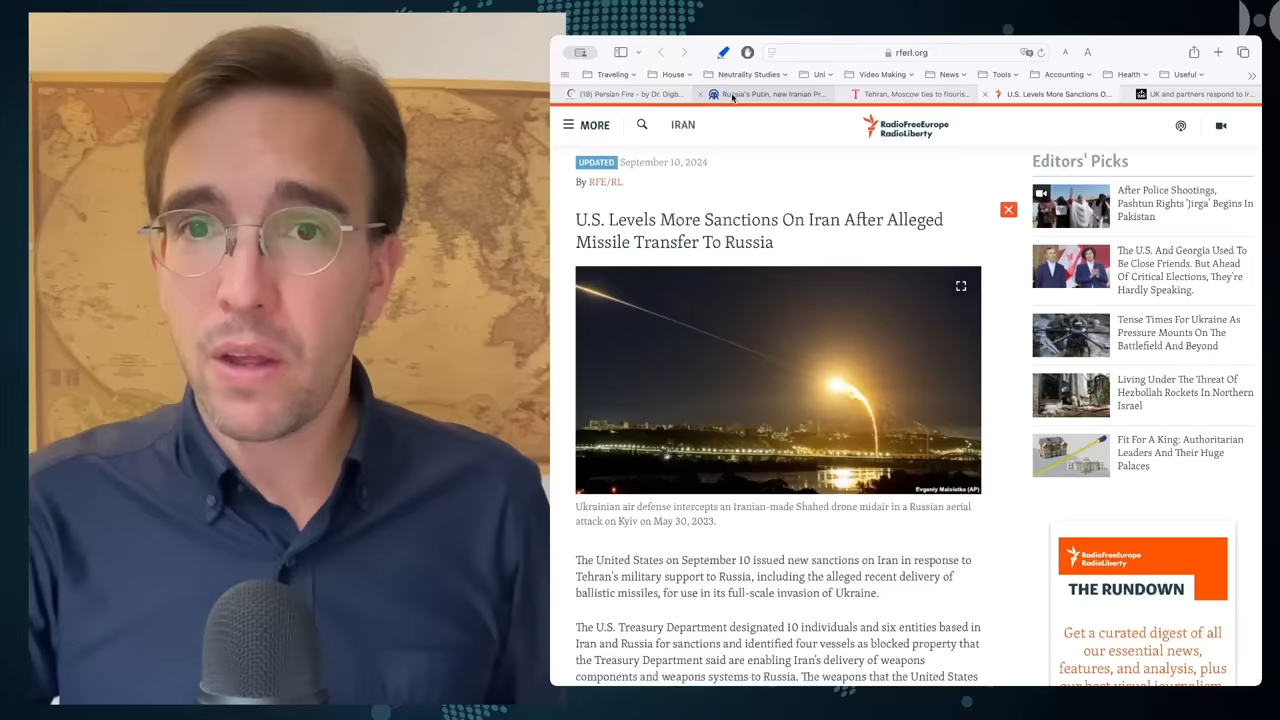 rferl.org
A A
Traveling House Neutrality Studies Uni Video Making News Tools Accounting Health Useful
(19) Persian Fire - by Dr. Digb... Russia's Putin, new Iranian Pr... Tehran, Moscow ties to flouris... U.S. Levels More Sanctions O... UK and partners respond to Ir...
MORE IRAN RadioFreeEurope
RadioLiberty
UPDATED September 10, 2024
By RFE/RL
U.S. Levels More Sanctions On Iran After Alleged
Missile Transfer To Russia
Evgeniy Maloletka (AP)
Ukrainian air defense intercepts an Iranian-made Shahed drone midair in a Russian aerial
attack on Kyiv on May 30, 2023.
The United States on September 10 issued new sanctions on Iran in response to
Tehran's military support to Russia, including the alleged recent delivery of
ballistic missiles, for use in its full-scale invasion of Ukraine.
The U.S. Treasury Department designated 10 individuals and six entities based in
Iran and Russia for sanctions and identified four vessels as blocked property that
the Treasury Department said are enabling Iran's delivery of weapons
components and weapons systems to Russia. The weapons that the United States
Editors' Picks
After Police Shootings,
Pashtun Rights 'Jirga' Begins In
Pakistan
The U.S. And Georgia Used To
Be Close Friends. But Ahead
Of Critical Elections, They're
Hardly Speaking.
Tense Times For Ukraine As
Pressure Mounts On The
Battlefield And Beyond
Living Under The Threat Of
Hezbollah Rockets In Northern
Israel
Fit For A King: Authoritarian
Leaders And Their Huge
Palaces
RadioFreeEurope
RadioLiberty
THE RUNDOWN
Get a curated digest of all
our essential news,
features, and analysis, plus
our best visual journalism,